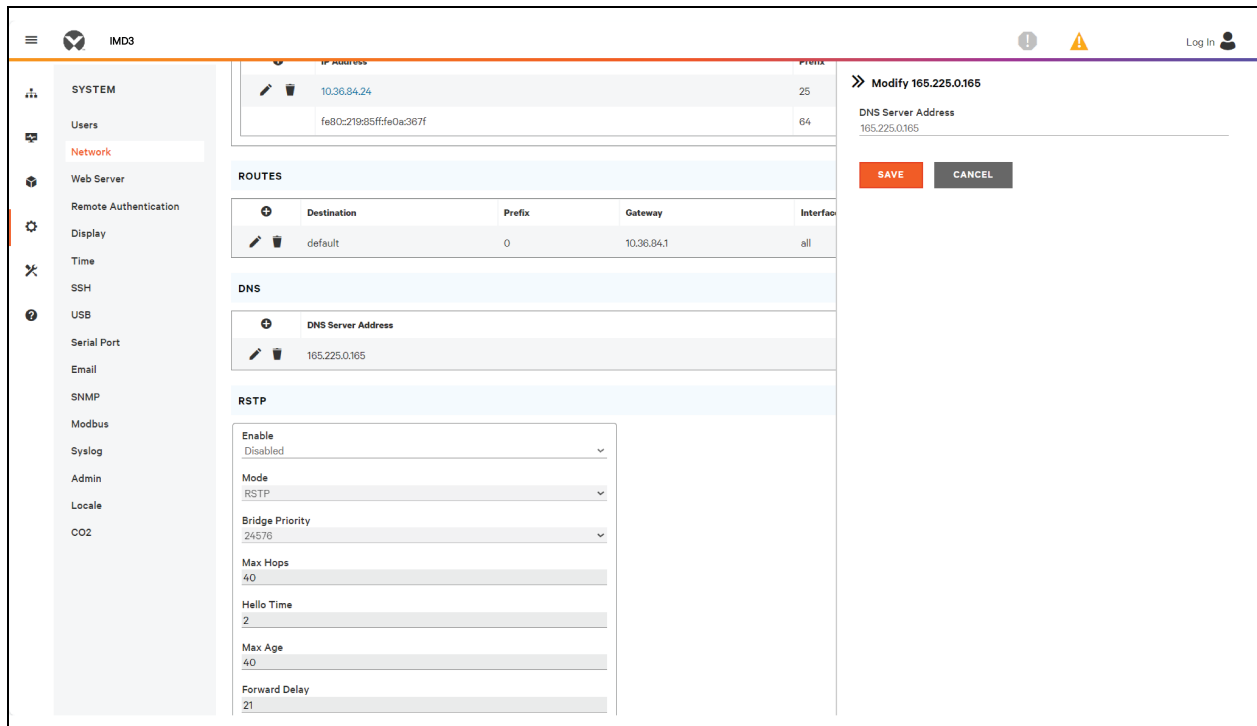 IMD3
Log In
SYSTEM
Users
Network
Web Server
Remote Authentication
Display
Time
SSH
USB
Serial Port
Email
SNMP
Modbus
Syslog
Admin
Locale
CO2
IP Address Prefix
10.36.84.24 25
fe80::219:85ff:fe0a:367f 64
ROUTES
Destination Prefix Gateway Interfac
default 0 10.36.84.1 all
DNS
DNS Server Address
165.225.0.165
RSTP
Enable
Disabled
Mode
RSTP
Bridge Priority
24576
Max Hops
40
Hello Time
2
Max Age
40
Forward Delay
21
Modify 165.225.0.165
DNS Server Address
165.225.0.165
SAVE CANCEL